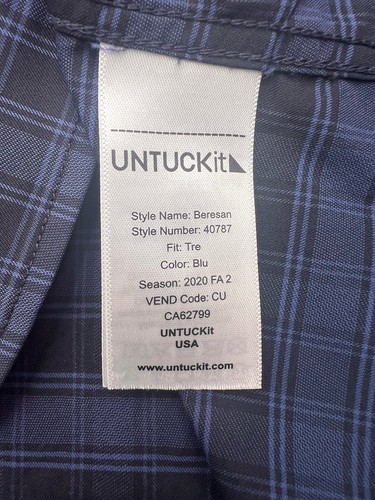 UNTUCKit
Style Name: Beresan
Style Number: 40787
Fit: Tre
Color: Blu
Season: 2020 FA 2
VEND Code: CU
CA62799
UNTUCKit
USA
www.untuckit.com